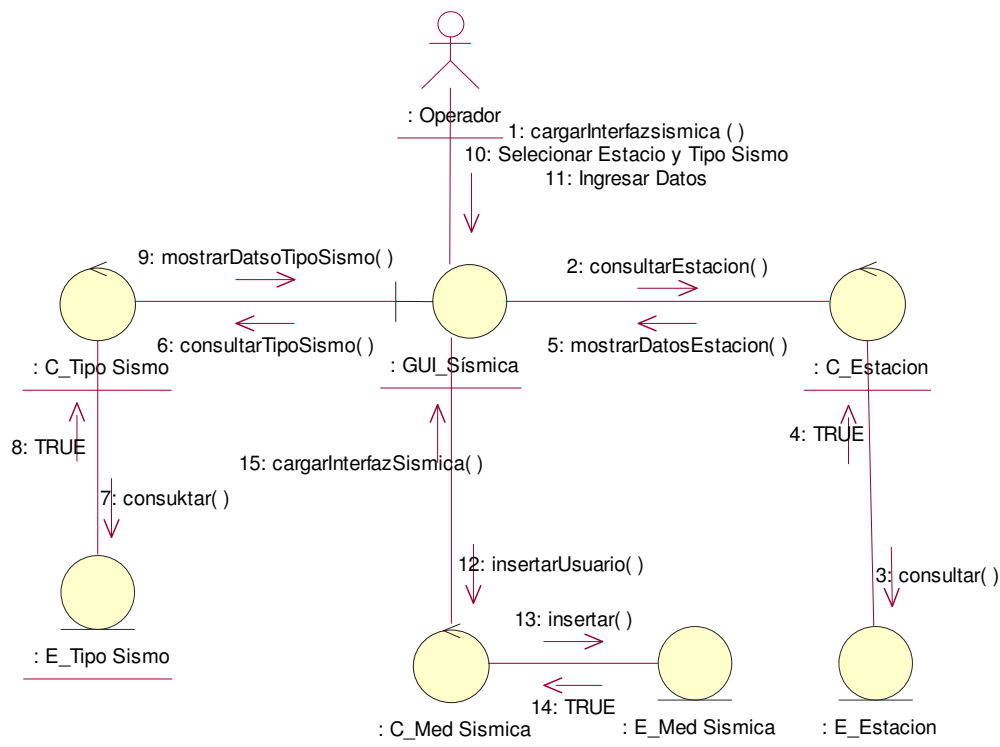 : Operador
1: cargarInterfazsismica ( )
10: Selecionar Estacio y Tipo Sismo
11: Ingresar Datos
9: mostrarDatsoTipoSismo( )
2: consultarEstacion( )
6: consultarTipoSismo( )
5: mostrarDatosEstacion( )
: C_Tipo Sismo
: GUI_Sísmica
: C_Estacion
8: TRUE
4: TRUE
15: cargarInterfazSismica( )
7: consuktar( )
12: insertarUsuario( )
3: consultar( )
13: insertar( )
: E_Tipo Sismo
14: TRUE
: C_Med Sismica
: E_Med Sismica
: E_Estacion